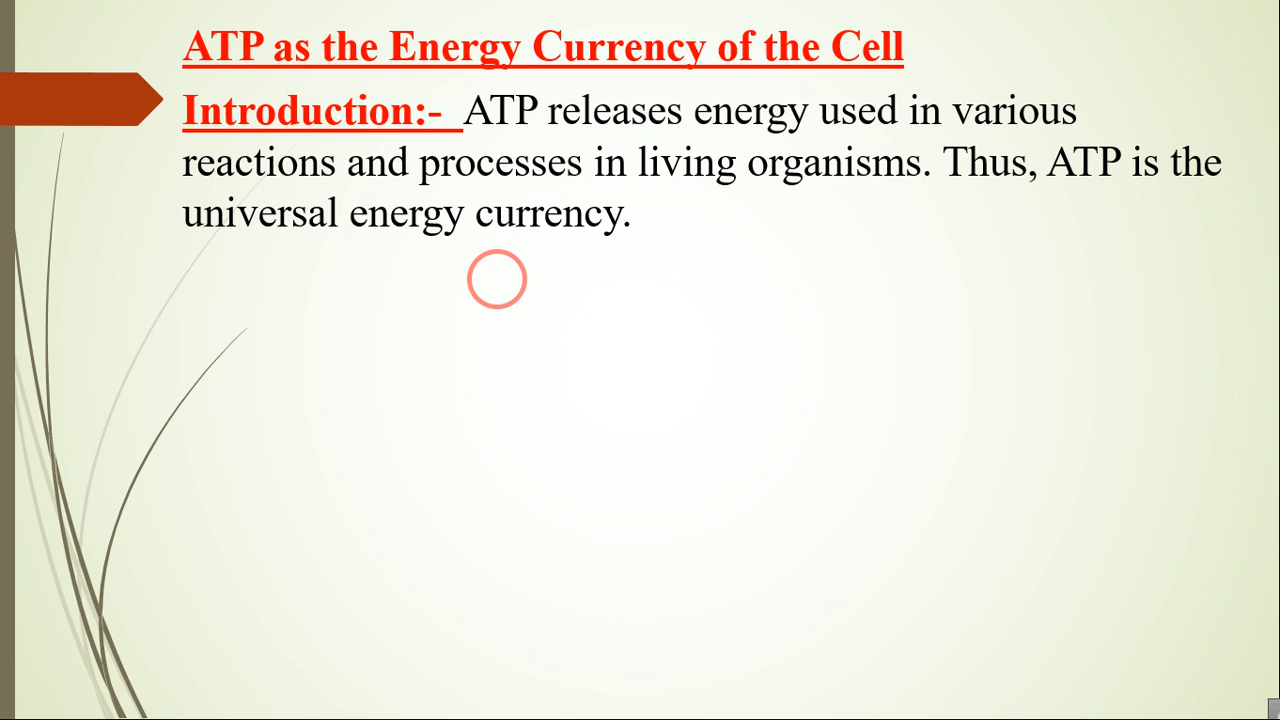 ATP as the Energy Currency of the Cell
Introduction:- ATP releases energy used in various
reactions and processes in living organisms. Thus, ATP is the
universal energy currency.